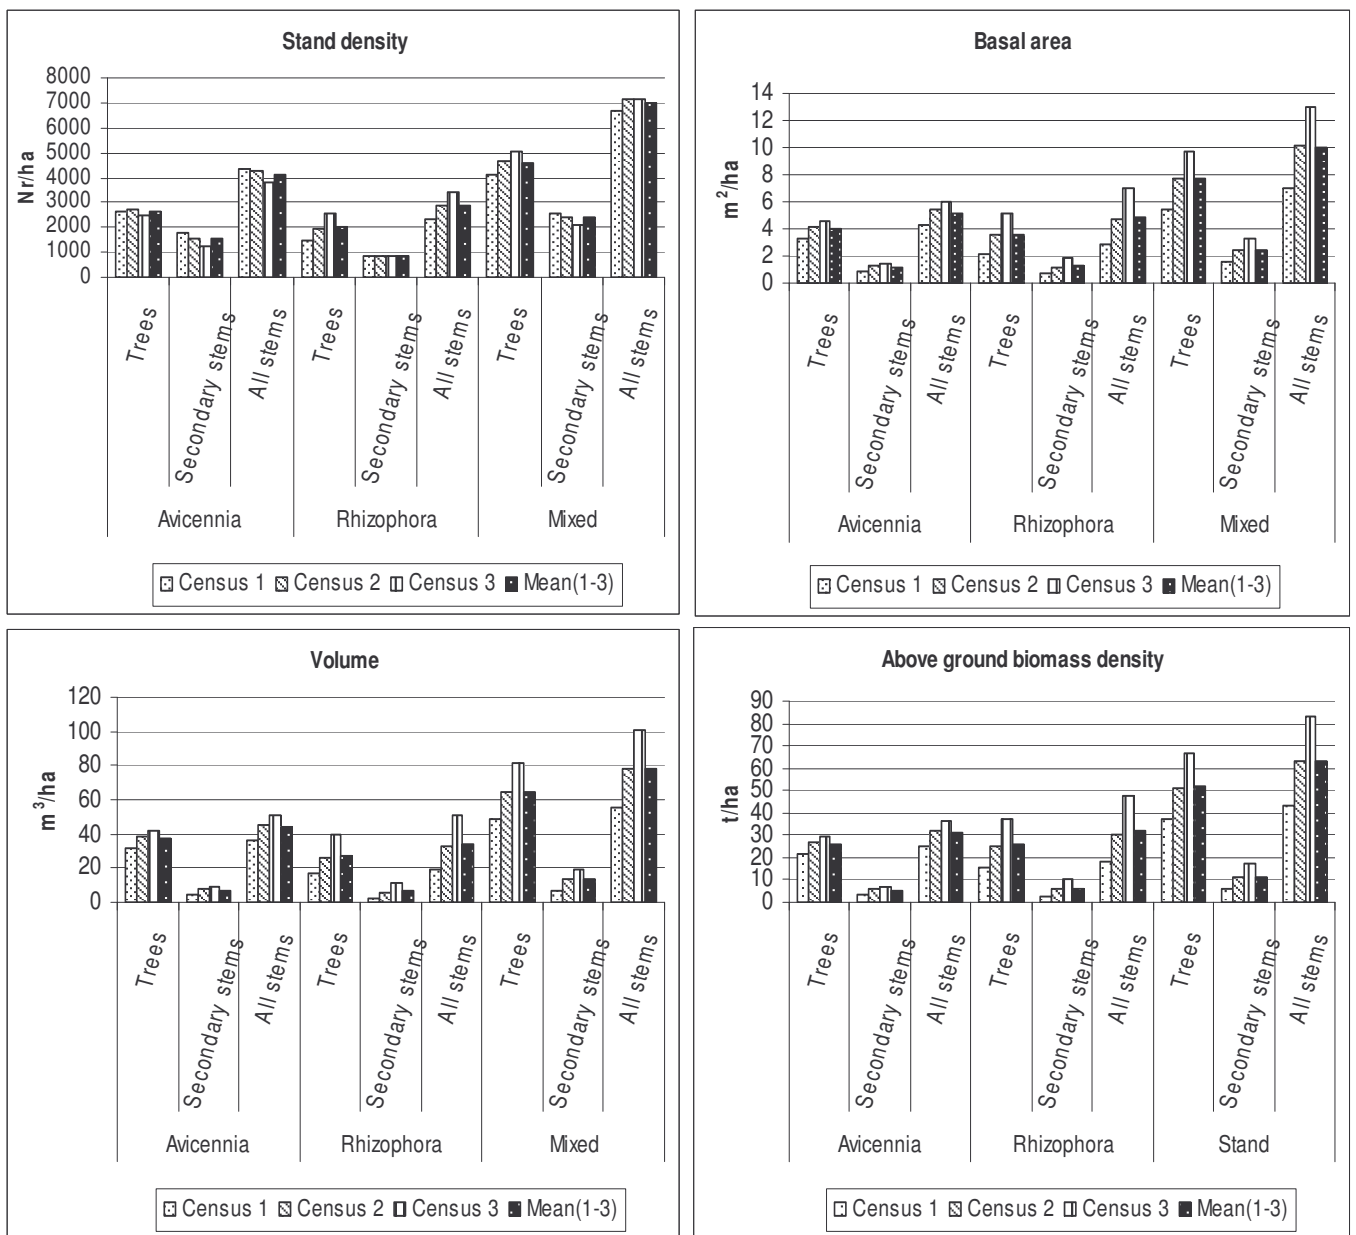 Stand density
Nr/ha
8000
7000
6000
5000
4000
3000
2000
1000
0
Trees
Secondary stems
All stems
Trees
Secondary stems
All stems
Trees
Secondary stems
All stems
Avicennia Rhizophora Mixed
Census 1 Census 2 Census 3 Mean(1-3)
Basal area
m²/ha
14
12
10
8
6
4
2
0
Trees
Secondary stems
All stems
Trees
Secondary stems
All stems
Trees
Secondary stems
All stems
Avicennia Rhizophora Mixed
Census 1 Census 2 Census 3 Mean(1-3)
Volume
m³/ha
120
100
80
60
40
20
0
Trees
Secondary stems
All stems
Trees
Secondary stems
All stems
Trees
Secondary stems
All stems
Avicennia Rhizophora Mixed
Census 1 Census 2 Census 3 Mean(1-3)
Above ground biomass density
t/ha
90
80
70
60
50
40
30
20
10
0
Trees
Secondary stems
All stems
Trees
Secondary stems
All stems
Trees
Secondary stems
All stems
Avicennia Rhizophora Stand
Census 1 Census 2 Census 3 Mean(1-3)